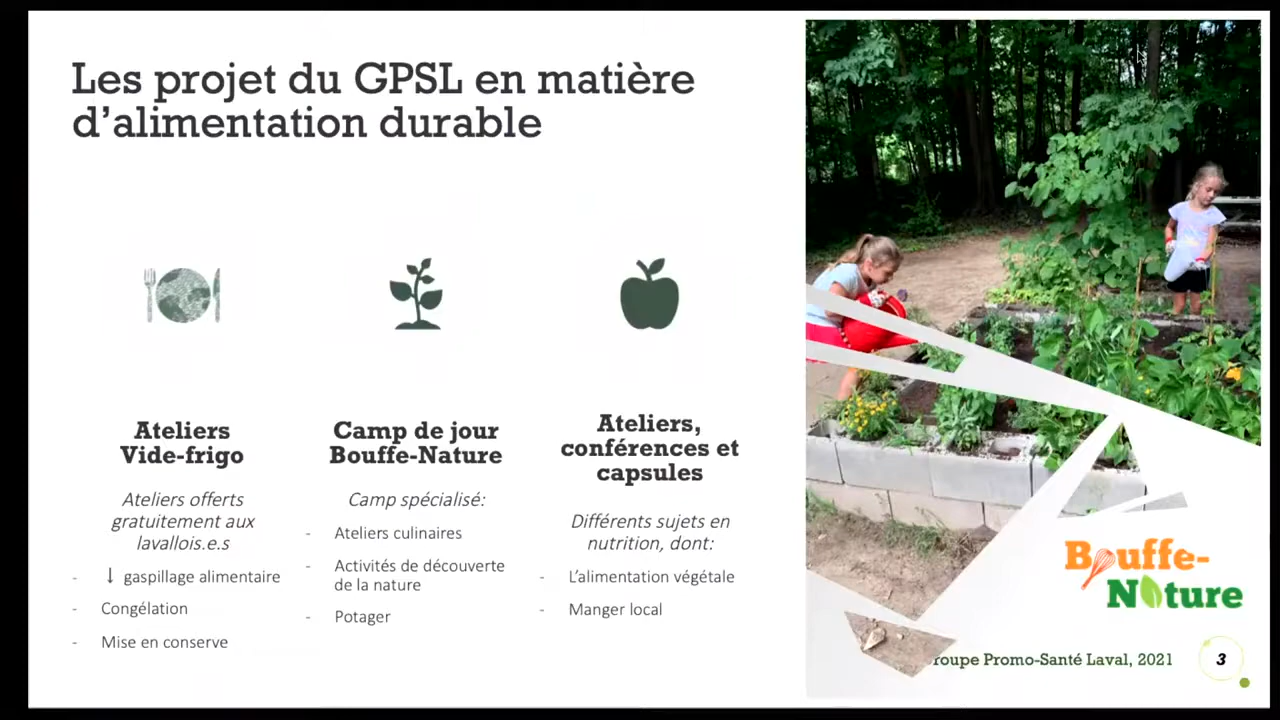 Les projet du GPSL en matière
d'alimentation durable
Ateliers
Vide-frigo
Ateliers offerts
gratuitement aux
lavallois.e.s
- ↓ gaspillage alimentaire
- Congélation
- Mise en conserve
Camp de jour
Bouffe-Nature
Camp spécialisé:
- Ateliers culinaires
- Activités de découverte
de la nature
- Potager
Ateliers,
conférences et
capsules
Différents sujets en
nutrition, dont:
- L'alimentation végétale
- Manger local
Bouffe-
Nature
roupe Promo-Santé Laval, 2021
3